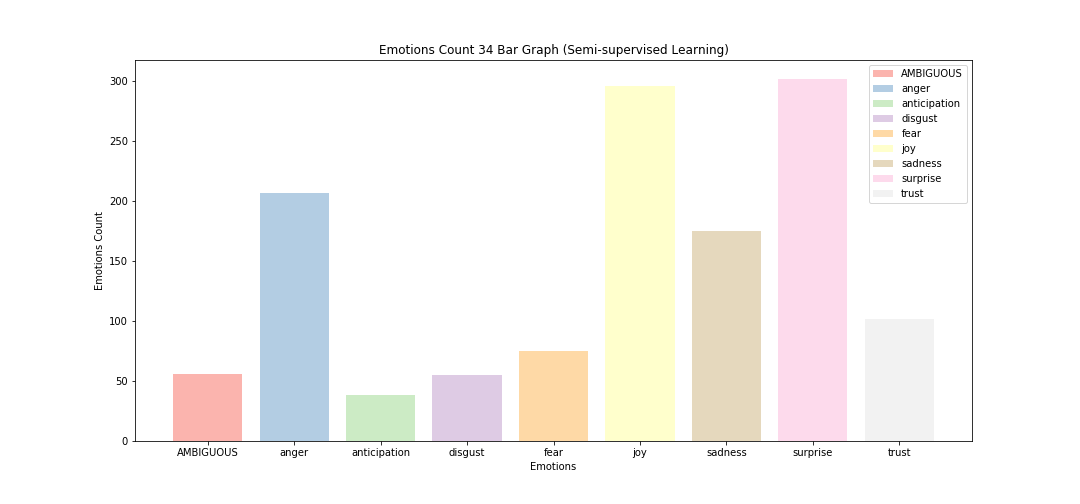 Emotions Count 34 Bar Graph (Semi-supervised Learning)
AMBIGUOUS
anger
anticipation
disgust
fear
joy
sadness
surprise
trust
300
250
200
150
100
50
0
Emotions Count
AMBIGUOUS anger anticipation disgust fear joy sadness surprise trust
Emotions